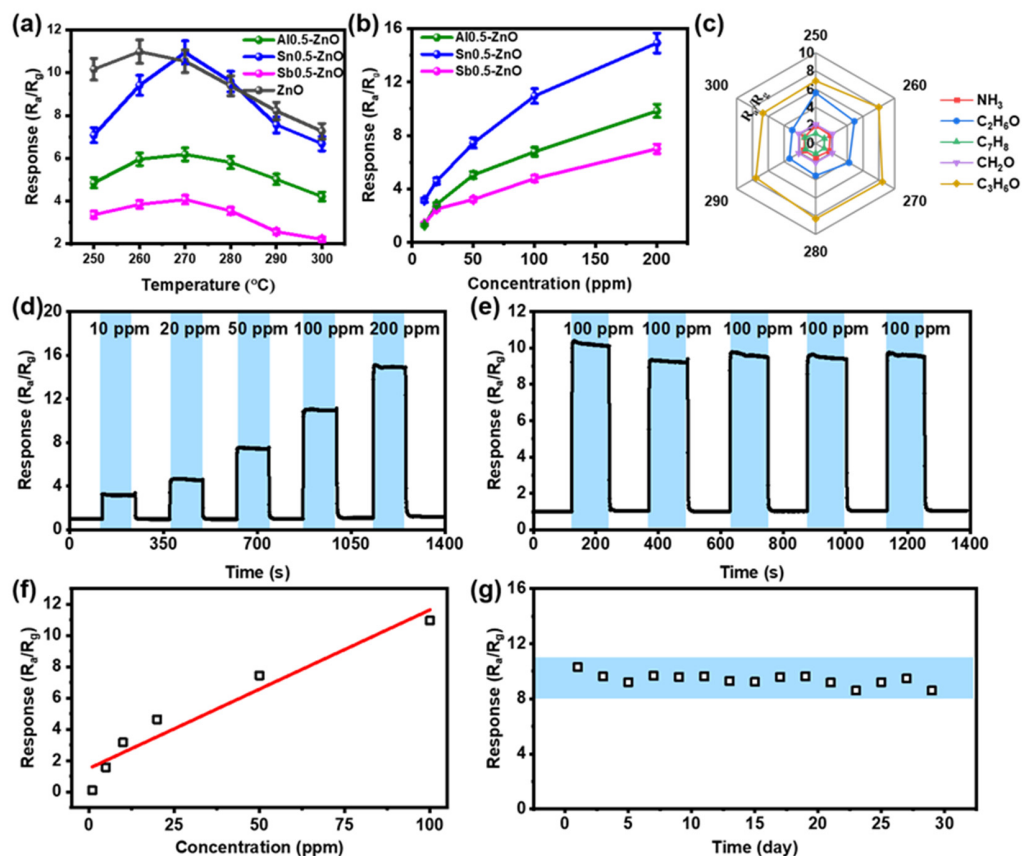 (a)
Response (Ra/Rg)
12
10
8
6
4
2
Al0.5-ZnO
Sn0.5-ZnO
Sb0.5-ZnO
ZnO
250 260 270 280 290 300
Temperature (°C)
(b)
Response (Ra/Rg)
16
12
8
4
0
Al0.5-ZnO
Sn0.5-ZnO
Sb0.5-ZnO
0 50 100 150 200
Concentration (ppm)
(c)
250
260
270
280
290
300
10
8
6
4
2
0
Ra/Rg
NH3
C2H6O
C7H8
CH2O
C3H6O
(d)
Response (Ra/Rg)
20
16
12
8
4
0
10 ppm 20 ppm 50 ppm 100 ppm 200 ppm
0 350 700 1050 1400
Time (s)
(e)
Response (Ra/Rg)
12
10
8
6
4
2
0
100 ppm 100 ppm 100 ppm 100 ppm 100 ppm
0 200 400 600 800 1000 1200 1400
Time (s)
(f)
Response (Ra/Rg)
12
10
8
6
4
2
0
0 25 50 75 100
Concentration (ppm)
(g)
Response (Ra/Rg)
16
12
8
4
0
0 5 10 15 20 25 30
Time (day)